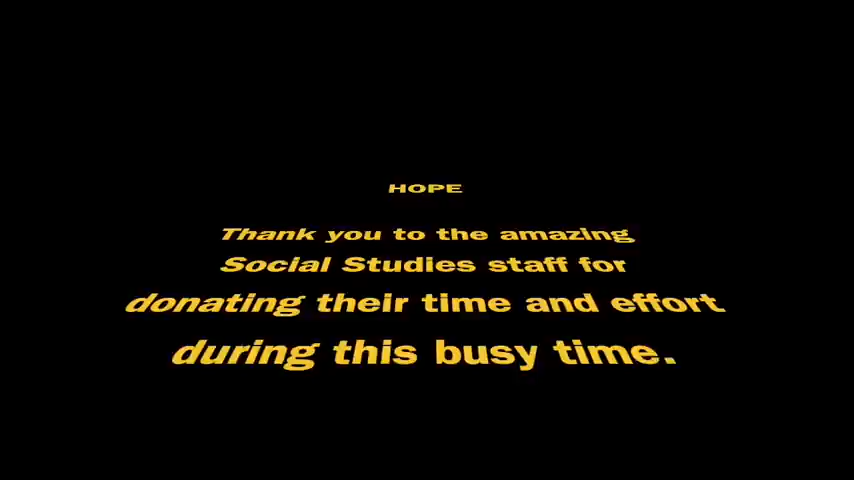 HOPE
Thank you to the amazing
Social Studies staff for
donating their time and effort
during this busy time.